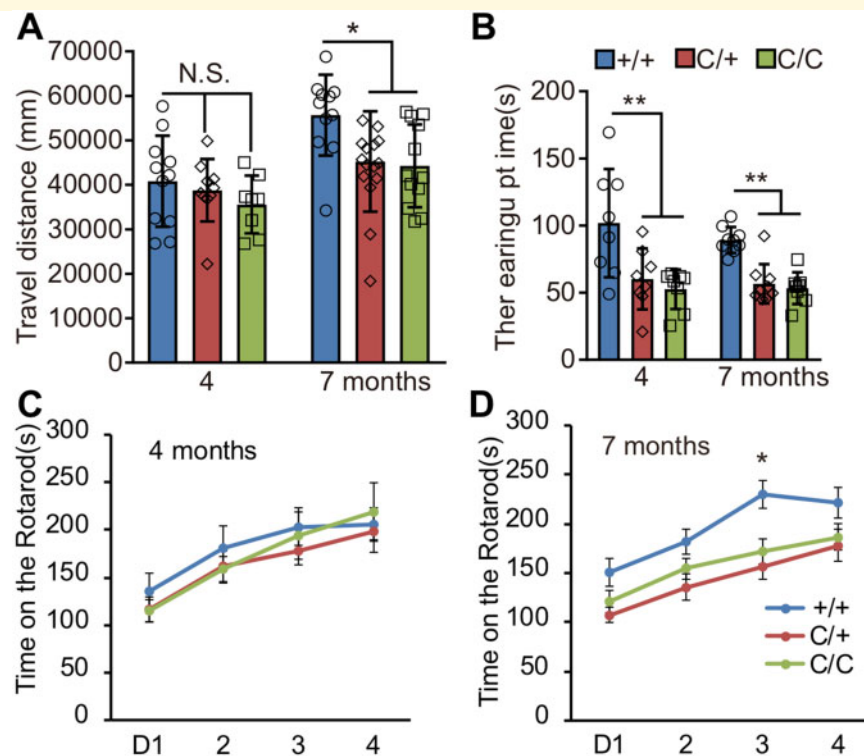 A
Travel distance (mm)
70000
60000
50000
40000
30000
20000
10000
0
N.S.
*
4
7 months
B
+/+
C/+
C/C
Ther earingu pt ime(s)
200
150
100
50
0
**
**
4
7 months
C
Time on the Rotarod(s)
300
250
200
150
100
50
0
4 months
D1
2
3
4
D
Time on the Rotarod(s)
300
250
200
150
100
50
0
7 months
*
+/+
C/+
C/C
D1
2
3
4